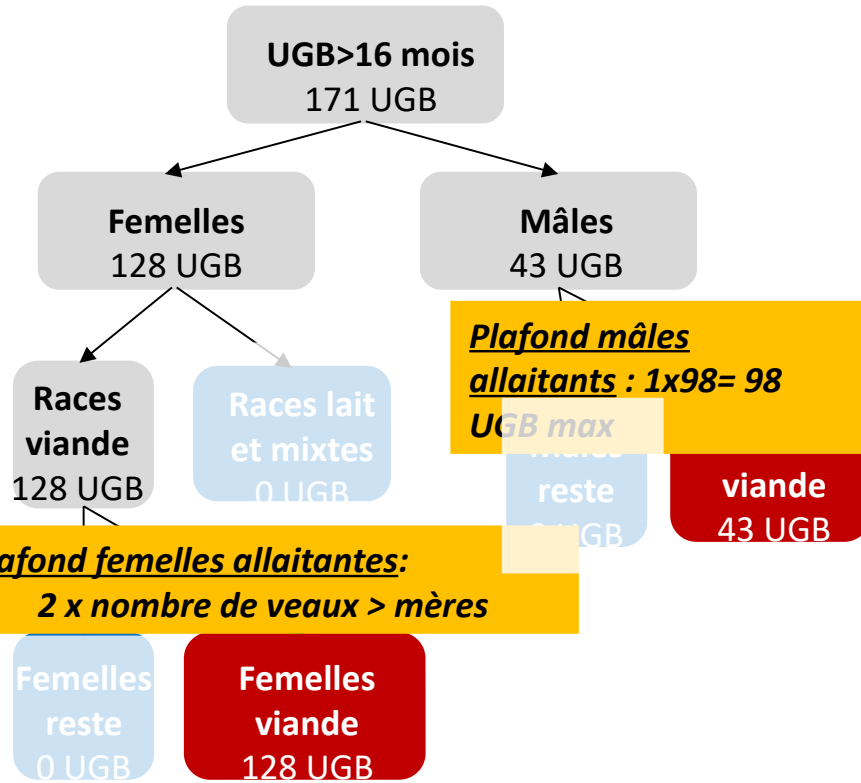 UGB>16 mois
171 UGB
Femelles
128 UGB
Mâles
43 UGB
Plafond mâles
allaitants : 1x98= 98
UGB max
Races
viande
128 UGB
Races lait
et mixtes
0 UGB
reste
UGB
viande
43 UGB
afond femelles allaitantes:
2 x nombre de veaux > mères
Femelles
reste
0 UGB
Femelles
viande
128 UGB